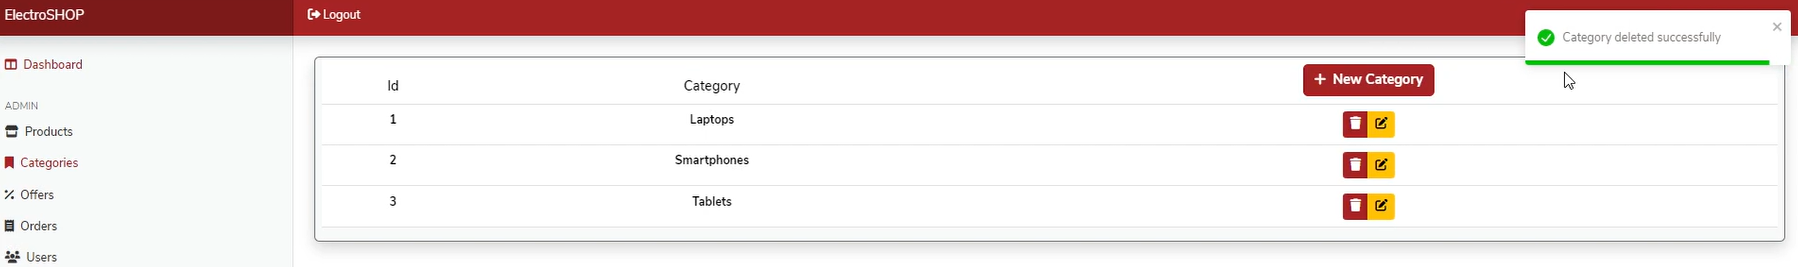 ElectroSHOP
Logout
Category deleted successfully
Dashboard
ADMIN
Products
Categories
Offers
Orders
Users
Id Category + New Category
1 Laptops
2 Smartphones
3 Tablets